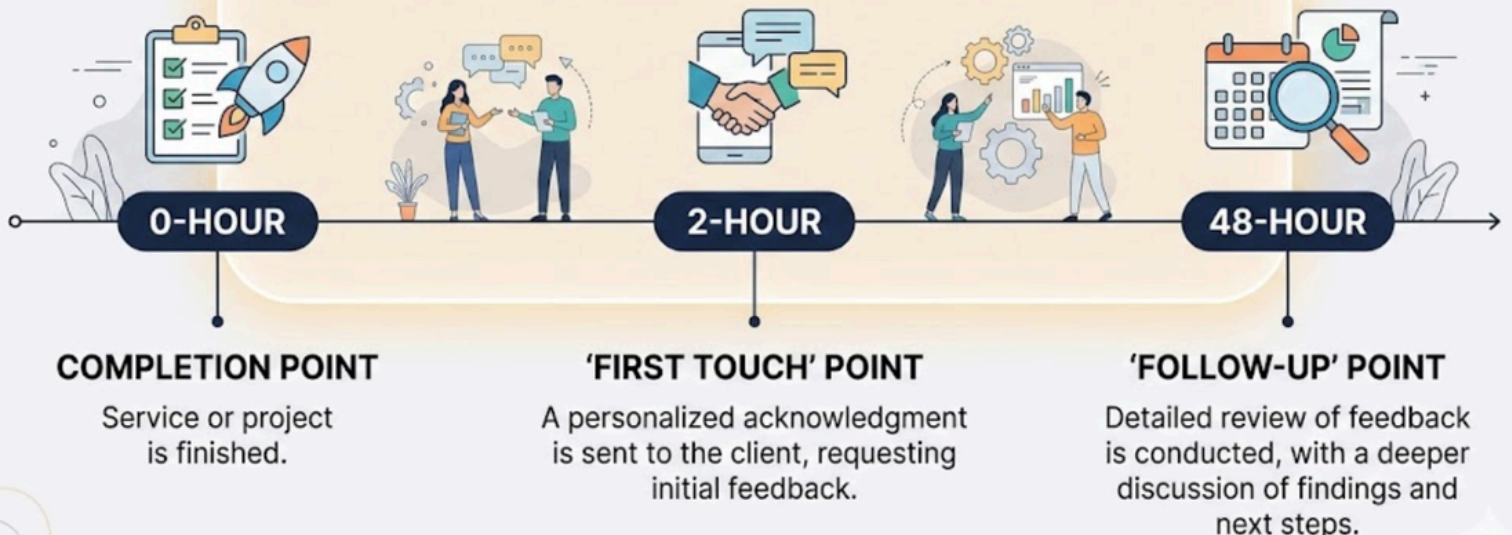 0-HOUR
2-HOUR
48-HOUR
COMPLETION POINT
Service or project
is finished.
'FIRST TOUCH' POINT
A personalized acknowledgment
is sent to the client, requesting
initial feedback.
'FOLLOW-UP' POINT
Detailed review of feedback
is conducted, with a deeper
discussion of findings and
next steps.